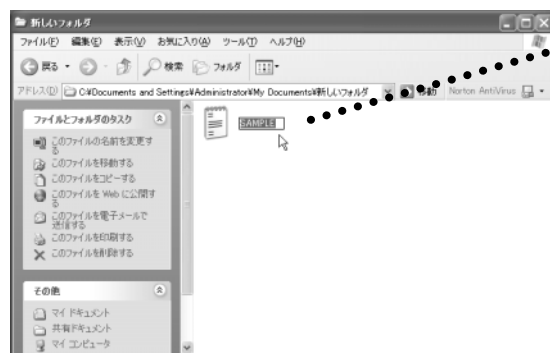 新しいフォルダ
ファイル(F) 編集(E) 表示(V) お気に入り(A) ツール(T) ヘルプ(H)
戻る 検索 フォルダ
アドレス(D) C:¥Documents and Settings¥Administrator¥My Documents¥新しいフォルダ 移動 Norton AntiVirus
ファイルとフォルダのタスク
このファイルの名前を変更す
る
このファイルを移動する
このファイルをコピーする
このファイルを Web に公開す
る
このファイルを電子メールで
送信する
このファイルを印刷する
このファイルを削除する
SAMPLE
その他
マイ ドキュメント
共有ドキュメント
マイ コンピュータ